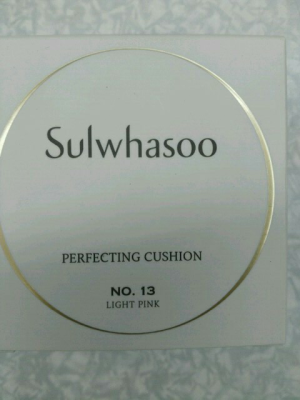 Sulwhasoo
PERFECTING CUSHION
NO. 13
LIGHT PINK